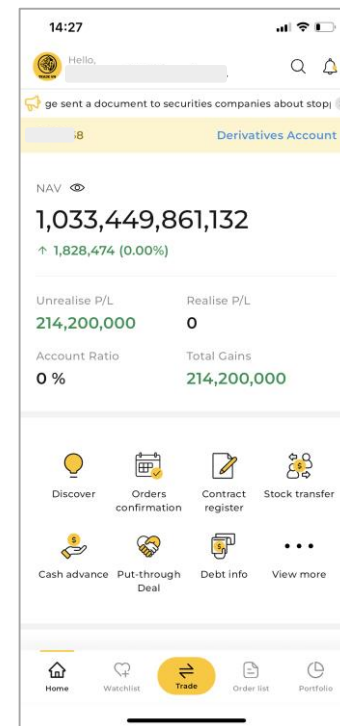 14:27
Hello,
ge sent a document to securities companies about stop
8 Derivatives Account
NAV
1,033,449,861,132
↑ 1,828,474 (0.00%)
Unrealise P/L Realise P/L
214,200,000 0
Account Ratio Total Gains
0 % 214,200,000
Discover Orders confirmation Contract register Stock transfer
Cash advance Put-through Deal Debt info View more
Home Watchlist Trade Order list Portfolio